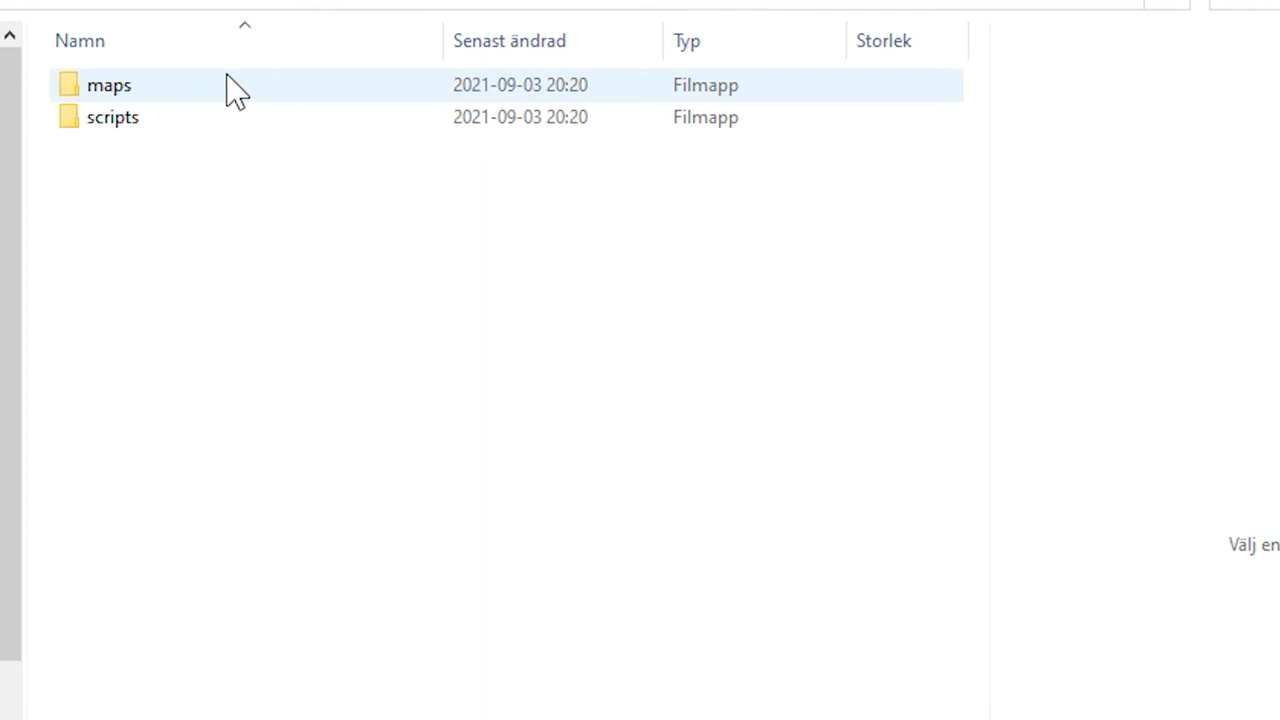 Namn Senast ändrad Typ Storlek
maps 2021-09-03 20:20 Filmapp
scripts 2021-09-03 20:20 Filmapp
Välj en